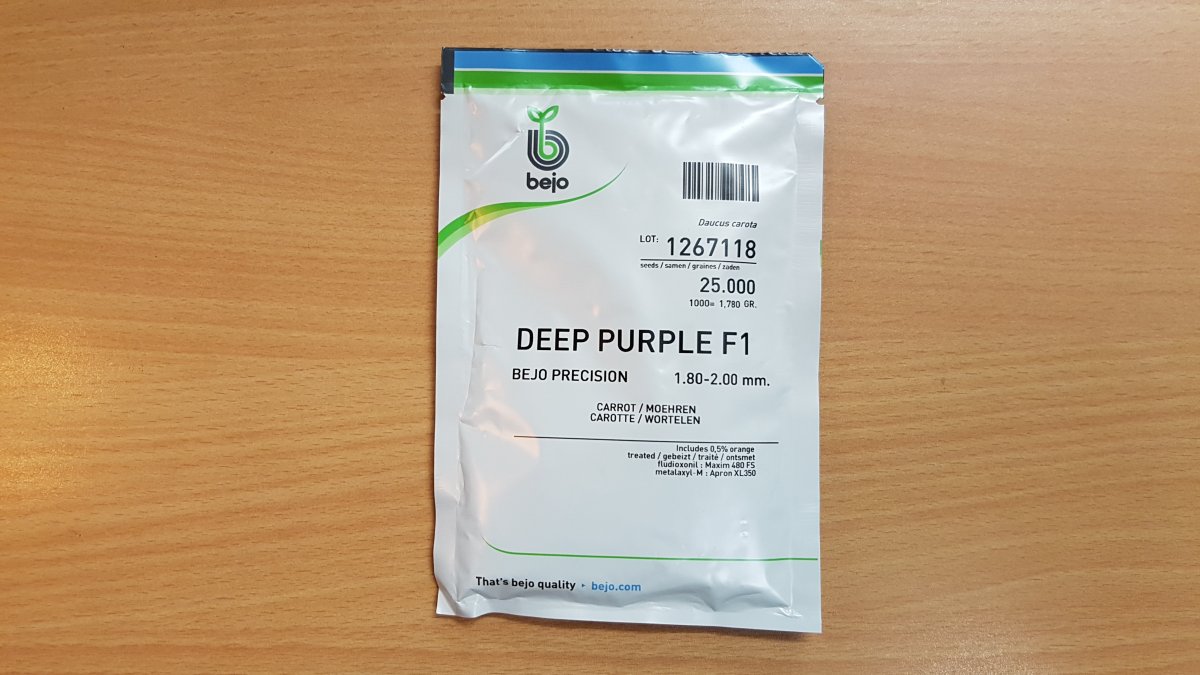 bejo
Daucus carota
LOT: 1267118
seeds / samen / graines / zaden
25.000
1000= 1,780 GR.
DEEP PURPLE F1
BEJO PRECISION 1.80-2.00 mm.
CARROT / MOEHREN
CAROTTE / WORTELEN
Includes 0,5% orange
treated / gebeizt / traité / ontsmet
fludioxonil : Maxim 480 FS
metalaxyl-M : Apron XL350
That's bejo quality ▸ bejo.com